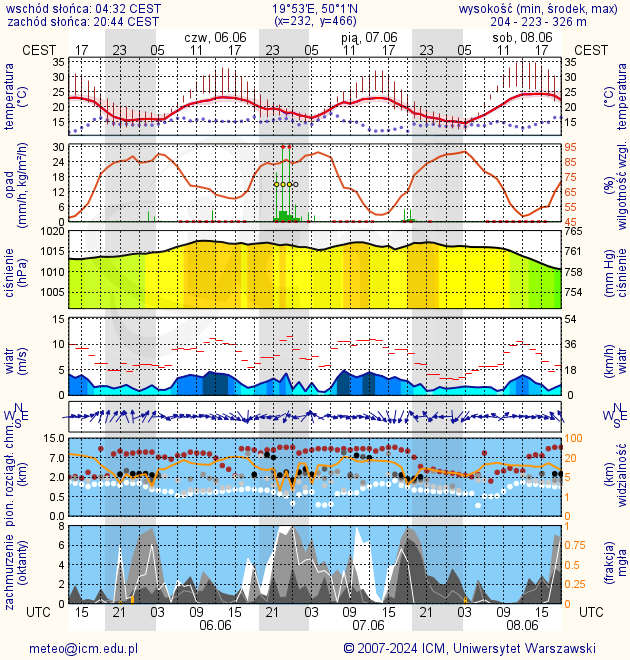 wschód słońca: 04:32 CEST
19°53'E, 50°1'N
wysokość (min, środek, max)
zachód słońca: 20:44 CEST
(x=232, y=466)
204 - 223 - 326 m
czw, 06.06
pią, 07.06
sob, 08.06
CEST
17 23 05 11 17 23 05 11 17 23 05 11 17
CEST
temperatura
(°C)
35
30
25
20
15
35
30
25
20
15
(°C)
temperatura
opad
(mm/h, kg/m²/h)
30
24
18
12
6
0
95
85
75
65
55
45
(%)
wilgotność wzgl.
ciśnienie
(hPa)
1020
1015
1010
1005
765
761
758
754
(mm Hg)
ciśnienie
wiatr
(m/s)
15
10
5
0
54
36
18
0
(km/h)
wiatr
N
W E
S
N
W E
S
pion. rozciągł. chm.
(km)
15.0
7.0
2.0
0.5
0.0
100
20
5
1
0
(km)
widzialność
zachmurzenie
(oktanty)
8
6
4
2
0
1
0.75
0.5
0.25
0
(frakcja)
mgła
UTC
15 21 03 09 15 21 03 09 15 21 03 09 15
UTC
06.06
07.06
08.06
meteo@icm.edu.pl
© 2007-2024 ICM, Uniwersytet Warszawski